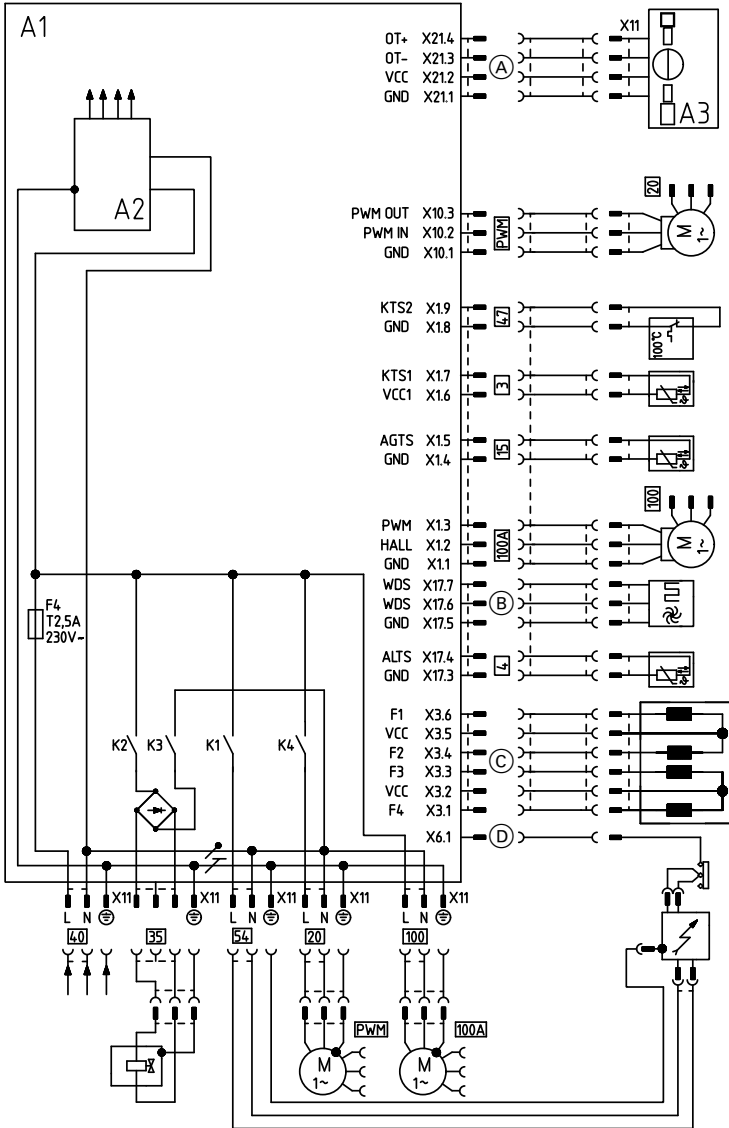 A1
OT+ X21.4
OT- X21.3
VCC X21.2
GND X21.1
A
X11
A3
A2
PWM OUT X10.3
PWM IN X10.2
GND X10.1
PWM
20
M
1~
KTS2 X1.9
GND X1.8
47
100°C
KTS1 X1.7
VCC1 X1.6
3
AGTS X1.5
GND X1.4
15
PWM X1.3
HALL X1.2
GND X1.1
100A
100
M
1~
WDS X17.7
WDS X17.6
GND X17.5
B
ALTS X17.4
GND X17.3
4
F4
T2,5A
230V~
F1 X3.6
VCC X3.5
F2 X3.4
F3 X3.3
VCC X3.2
F4 X3.1
C
K2 K3 K1 K4
X6.1 D
X11 X11 X11 X11 X11
L N L N L N L N
40 35 54 20 100
PWM 100A
M M
1~ 1~